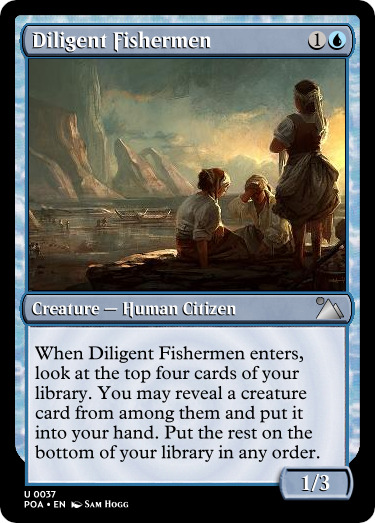 Diligent Fishermen 1
Creature — Human Citizen
When Diligent Fishermen enters,
look at the top four cards of your
library. You may reveal a creature
card from among them and put it
into your hand. Put the rest on the
bottom of your library in any order.
1/3
U 0037
POA • EN Sam Hogg